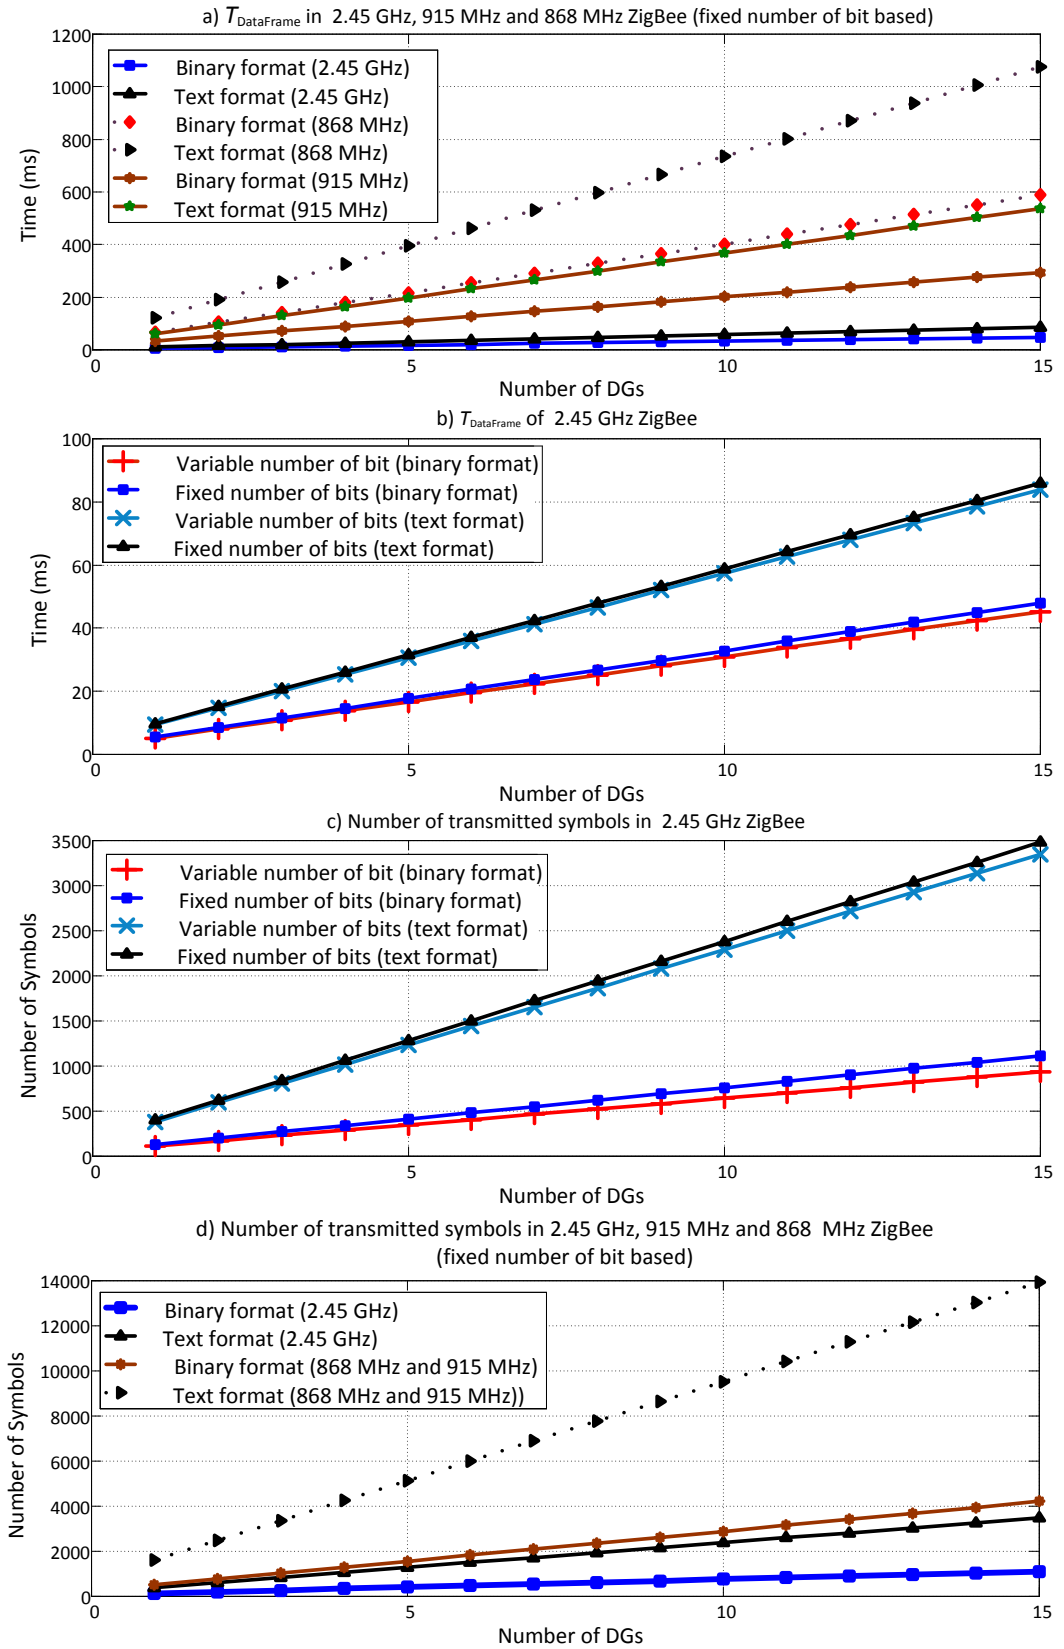 a) TDataFrame in 2.45 GHz, 915 MHz and 868 MHz ZigBee (fixed number of bit based)
1200
1000
800
600
400
200
0
Time (ms)
Binary format (2.45 GHz)
Text format (2.45 GHz)
Binary format (868 MHz)
Text format (868 MHz)
Binary format (915 MHz)
Text format (915 MHz)
0 5 10 15
Number of DGs
b) TDataFrame of 2.45 GHz ZigBee
100
80
60
40
20
0
Time (ms)
Variable number of bit (binary format)
Fixed number of bits (binary format)
Variable number of bits (text format)
Fixed number of bits (text format)
0 5 10 15
Number of DGs
c) Number of transmitted symbols in 2.45 GHz ZigBee
3500
3000
2500
2000
1500
1000
500
0
Number of Symbols
Variable number of bit (binary format)
Fixed number of bits (binary format)
Variable number of bits (text format)
Fixed number of bits (text format)
0 5 10 15
Number of DGs
d) Number of transmitted symbols in 2.45 GHz, 915 MHz and 868 MHz ZigBee
(fixed number of bit based)
14000
12000
10000
8000
6000
4000
2000
0
Number of Symbols
Binary format (2.45 GHz)
Text format (2.45 GHz)
Binary format (868 MHz and 915 MHz)
Text format (868 MHz and 915 MHz))
0 5 10 15
Number of DGs